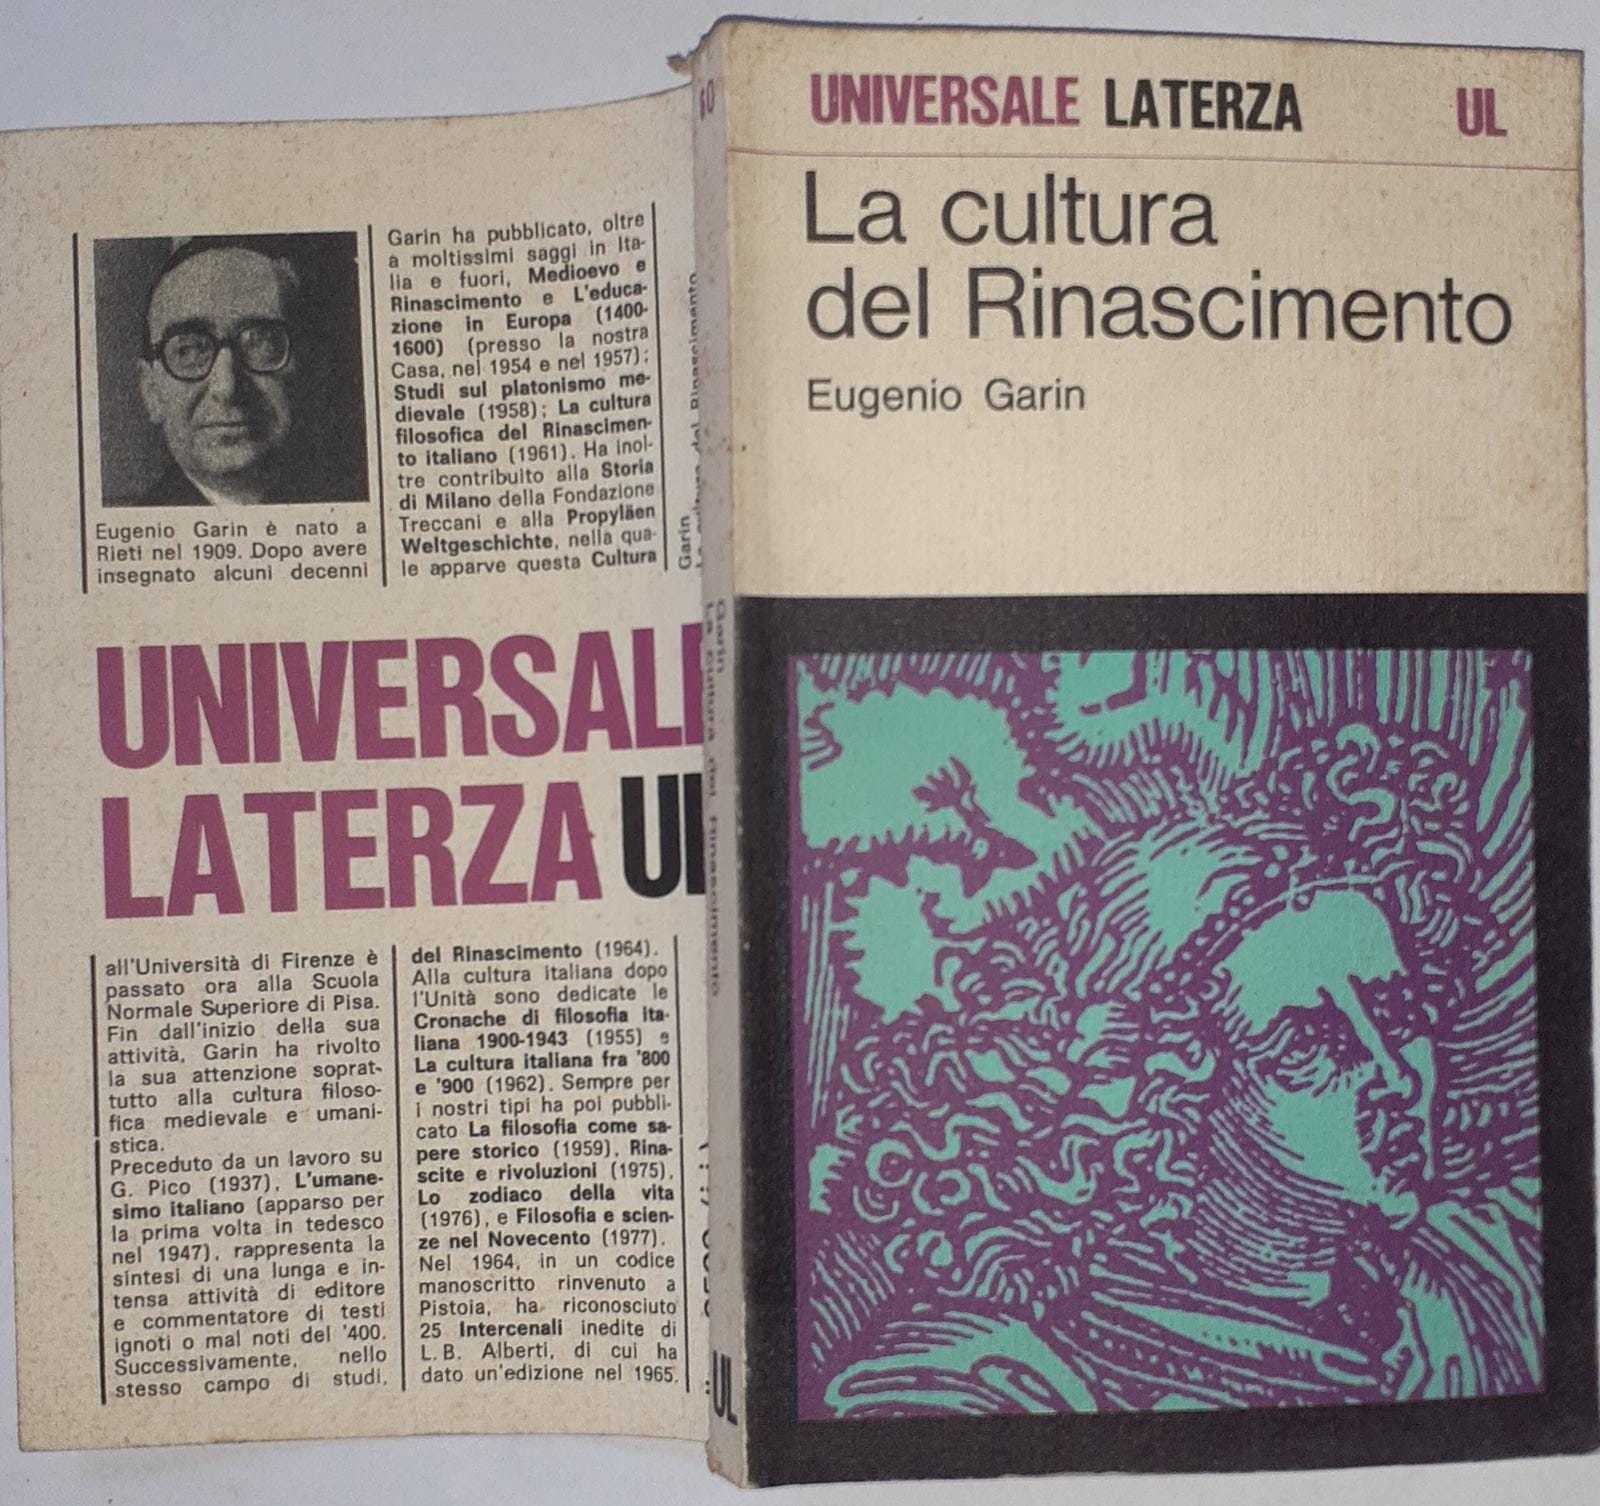 UNIVERSALE LATERZA UL
La cultura
del Rinascimento
Eugenio Garin
Garin
La cultura del Rinascimento
UL
Eugenio Garin è nato a
Rieti nel 1909. Dopo avere
insegnato alcuni decenni
all'Università di Firenze è
passato ora alla Scuola
Normale Superiore di Pisa.
Fin dall'inizio della sua
attività, Garin ha rivolto
la sua attenzione soprat-
tutto alla cultura filoso-
fica medievale e umani-
stica.
Preceduto da un lavoro su
G. Pico (1937), L'umane-
simo italiano (apparso per
la prima volta in tedesco
nel 1947), rappresenta la
sintesi di una lunga e in-
tensa attività di editore
e commentatore di testi
ignoti o mal noti del '400.
Successivamente, nello
stesso campo di studi,
Garin ha pubblicato, oltre
a moltissimi saggi in Ita-
lia e fuori, Medioevo e
Rinascimento e L'educa-
zione in Europa (1400-
1600) (presso la nostra
Casa, nel 1954 e nel 1957);
Studi sul platonismo me-
dievale (1958); La cultura
filosofica del Rinascimen-
to italiano (1961). Ha inol-
tre contribuito alla Storia
di Milano della Fondazione
Treccani e alla Propyläen
Weltgeschichte, nella qua-
le apparve questa Cultura
del Rinascimento (1964).
Alla cultura italiana dopo
l'Unità sono dedicate le
Cronache di filosofia ita-
liana 1900-1943 (1955) e
La cultura italiana fra '800
e '900 (1962). Sempre per
i nostri tipi ha poi pubbli-
cato La filosofia come sa-
pere storico (1959), Rina-
scite e rivoluzioni (1975),
Lo zodiaco della vita
(1976), e Filosofia e scien-
ze nel Novecento (1977).
Nel 1964, in un codice
manoscritto rinvenuto a
Pistoia, ha riconosciuto
25 Intercenali inedite di
L.B. Alberti, di cui ha
dato un'edizione nel 1965.
UNIVERSALE
LATERZA
Garin